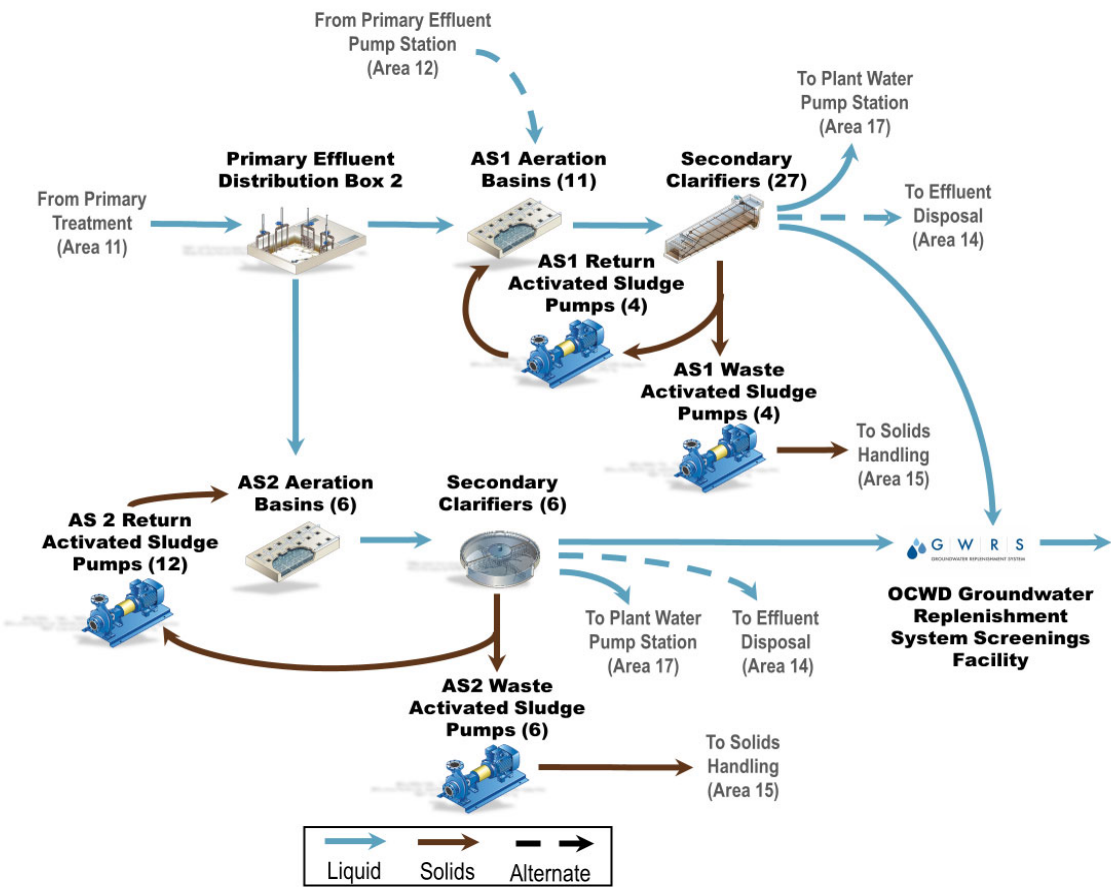 From Primary Effluent
Pump Station
(Area 12)
To Plant Water
Pump Station
(Area 17)
Primary Effluent
Distribution Box 2
AS1 Aeration
Basins (11)
Secondary
Clarifiers (27)
From Primary
Treatment
(Area 11)
To Effluent
Disposal
(Area 14)
AS1 Return
Activated Sludge
Pumps (4)
AS1 Waste
Activated Sludge
Pumps (4)
To Solids
Handling
(Area 15)
AS2 Aeration
Basins (6)
Secondary
Clarifiers (6)
AS 2 Return
Activated Sludge
Pumps (12)
G W R S
GROUNDWATER REPLENISHMENT SYSTEM
OCWD Groundwater
Replenishment
System Screenings
Facility
To Plant Water
Pump Station
(Area 17)
To Effluent
Disposal
(Area 14)
AS2 Waste
Activated Sludge
Pumps (6)
To Solids
Handling
(Area 15)
Liquid
Solids
Alternate